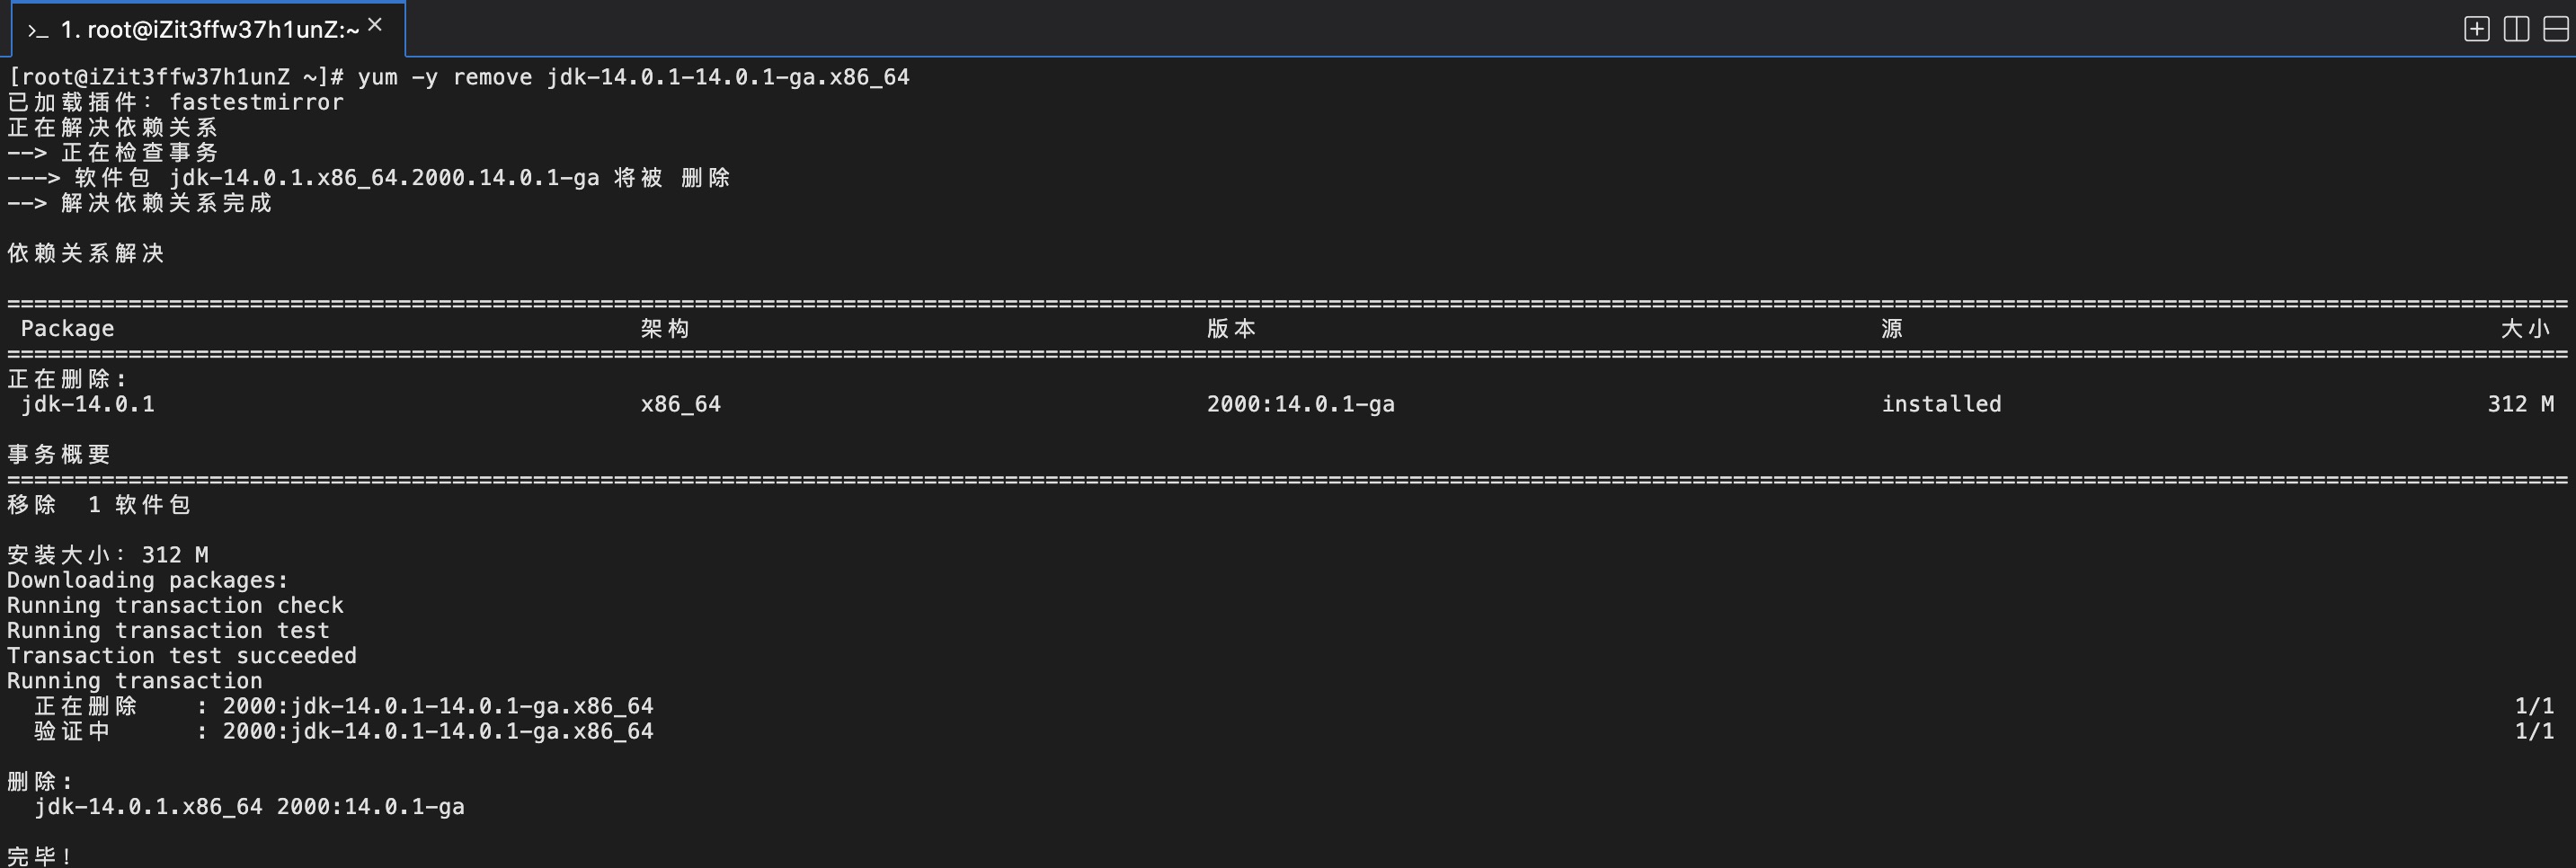 1. root@iZit3ffw37h1unZ:~
[root@iZit3ffw37h1unZ ~]# yum -y remove jdk-14.0.1-14.0.1-ga.x86_64
已加载插件：fastestmirror
正在解决依赖关系
--> 正在检查事务
---> 软件包 jdk-14.0.1.x86_64.2000.14.0.1-ga 将被 删除
--> 解决依赖关系完成
依赖关系解决
================================================================================
Package 架构 版本 源 大小
================================================================================
正在删除:
jdk-14.0.1 x86_64 2000:14.0.1-ga installed 312 M
事务概要
================================================================================
移除 1 软件包
安装大小：312 M
Downloading packages:
Running transaction check
Running transaction test
Transaction test succeeded
Running transaction
正在删除 : 2000:jdk-14.0.1-14.0.1-ga.x86_64 1/1
验证中 : 2000:jdk-14.0.1-14.0.1-ga.x86_64 1/1
删除:
jdk-14.0.1.x86_64 2000:14.0.1-ga
完毕！